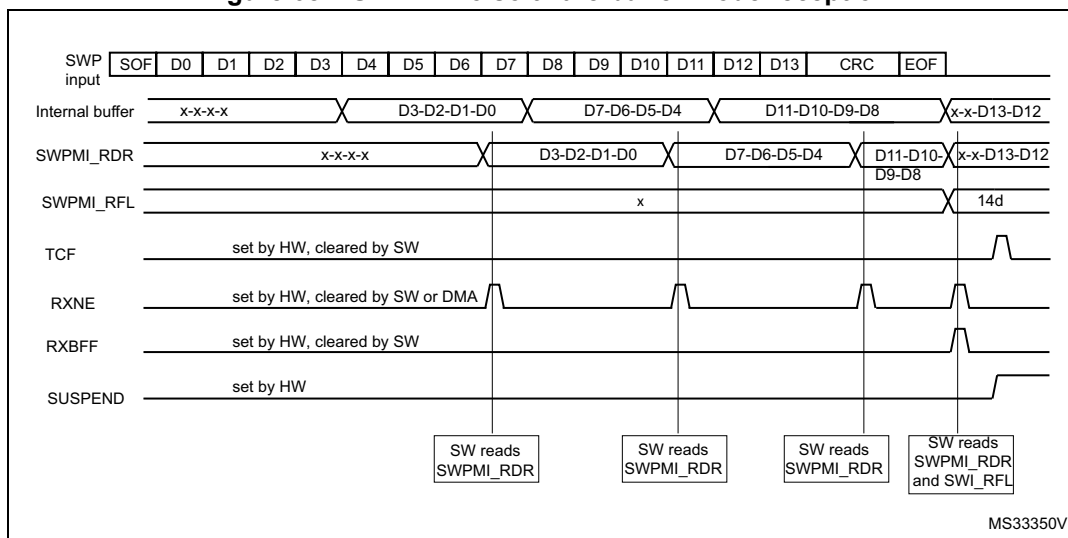 SWP input SOF D0 D1 D2 D3 D4 D5 D6 D7 D8 D9 D10 D11 D12 D13 CRC EOF
Internal buffer x-x-x-x D3-D2-D1-D0 D7-D6-D5-D4 D11-D10-D9-D8 x-x-D13-D12
SWPMI_RDR x-x-x-x D3-D2-D1-D0 D7-D6-D5-D4 D11-D10-D9-D8 x-x-D13-D12
SWPMI_RFL x 14d
TCF set by HW, cleared by SW
RXNE set by HW, cleared by SW or DMA
RXBFF set by HW, cleared by SW
SUSPEND set by HW
SW reads
SWPMI_RDR
SW reads
SWPMI_RDR
SW reads
SWPMI_RDR
SW reads
SWPMI_RDR
and SWI_RFL
MS33350V